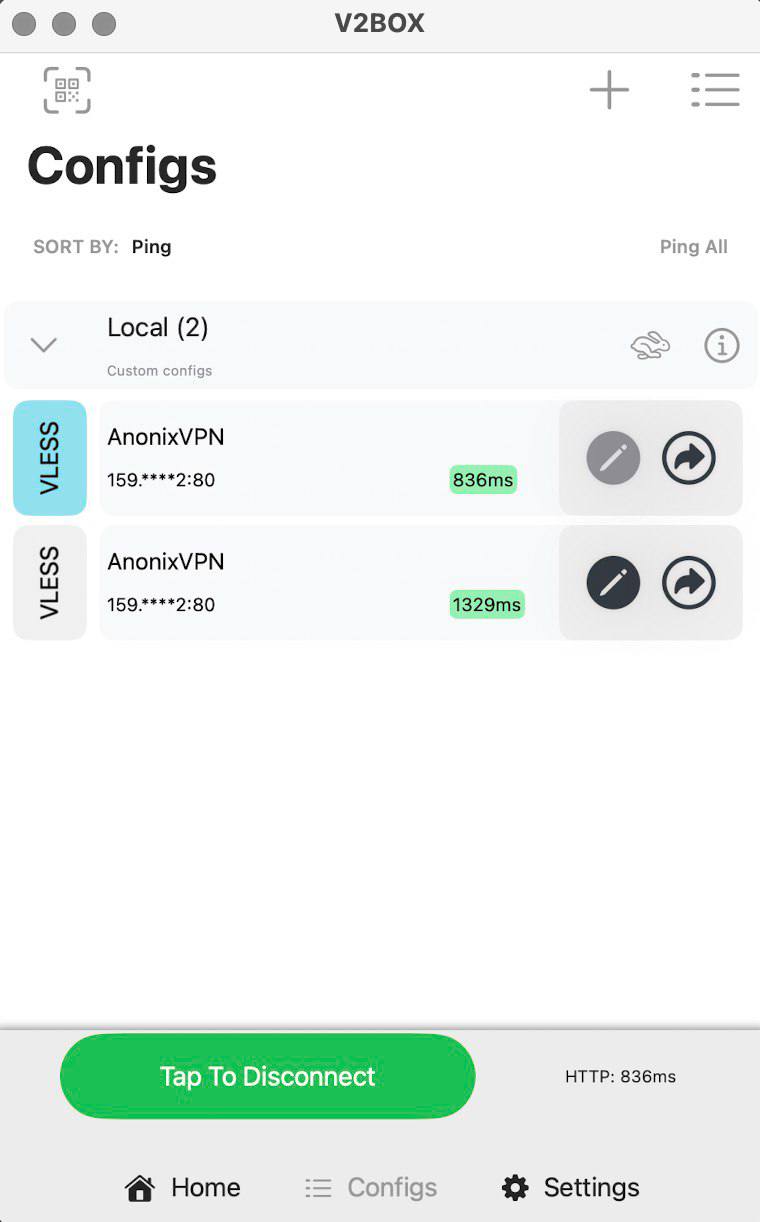 V2BOX
Configs
SORT BY: Ping
Ping All
Local (2)
Custom configs
VLESS
AnonixVPN
159.****2:80
836ms
VLESS
AnonixVPN
159.****2:80
1329ms
Tap To Disconnect
HTTP: 836ms
Home
Configs
Settings